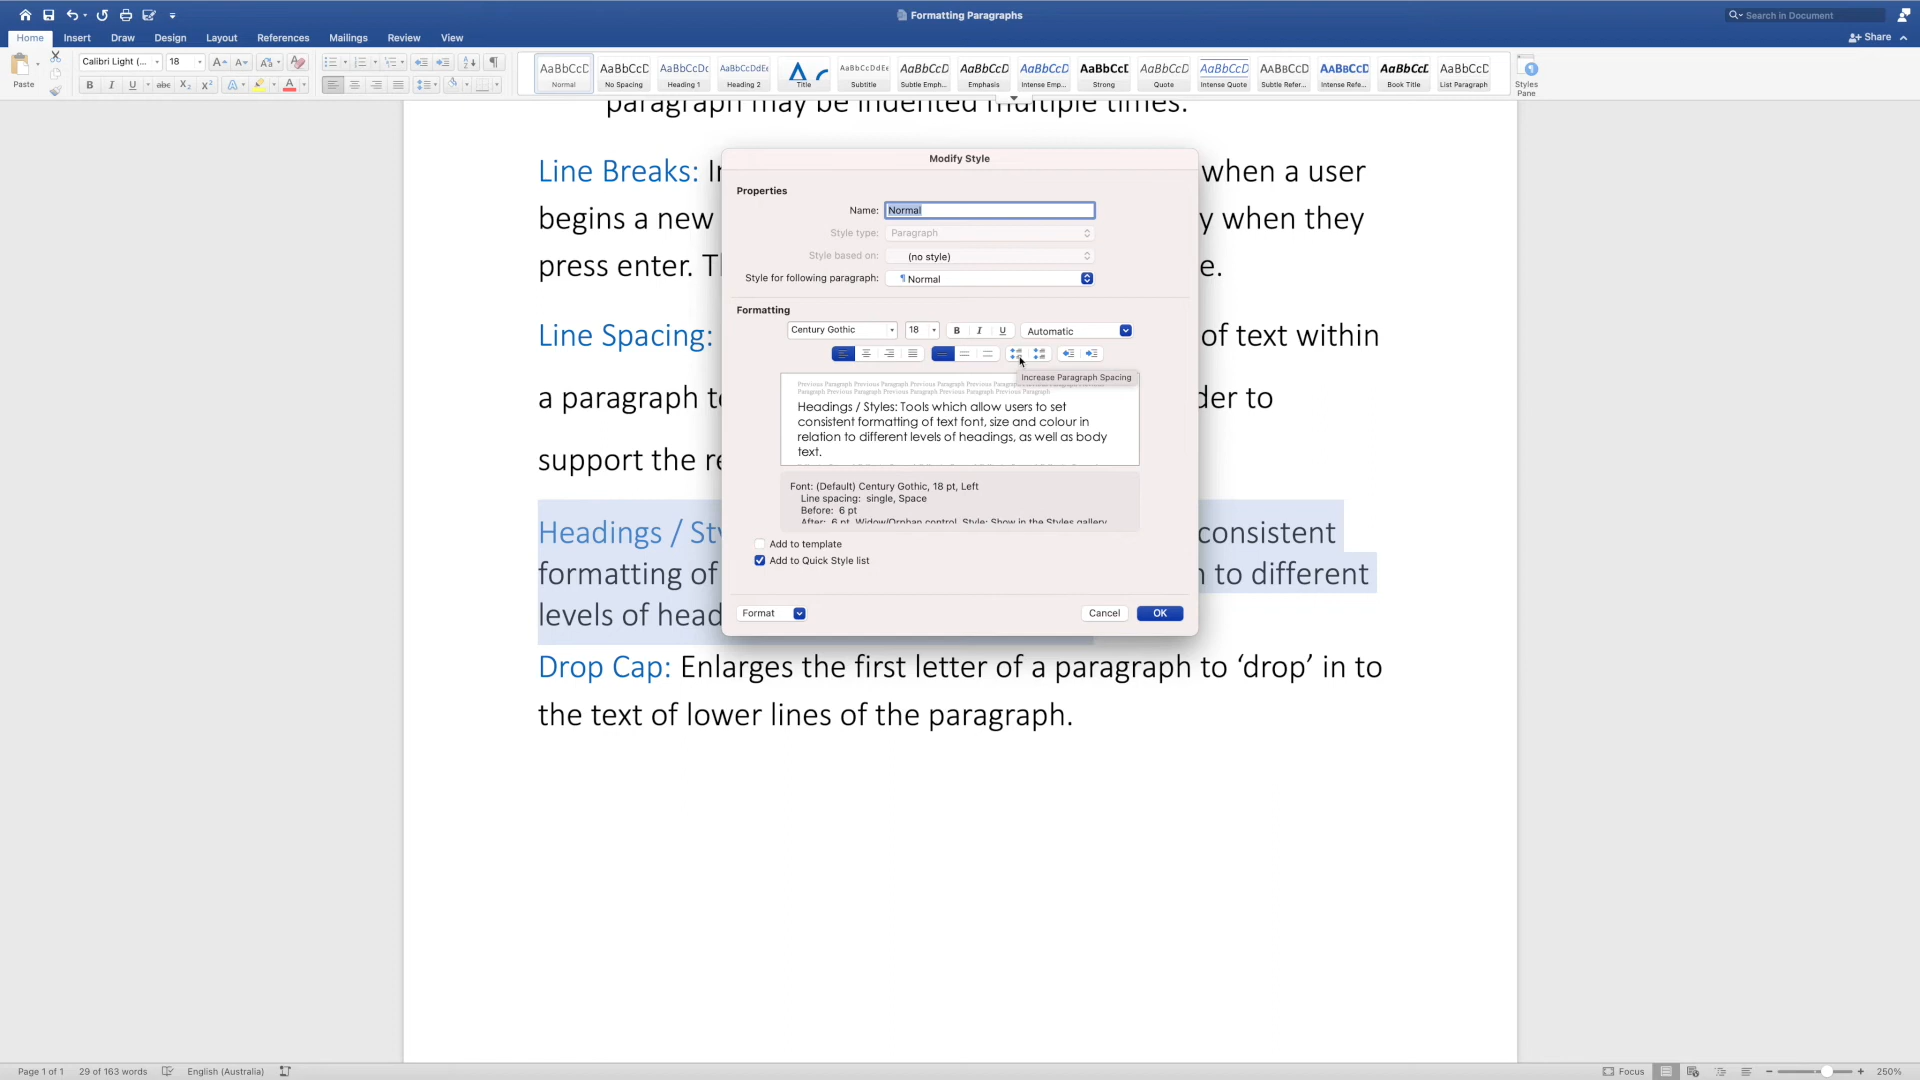 Formatting Paragraphs
Search in Document
Home Insert Draw Design Layout References Mailings Review View
Share
Paste
Calibri Light (...
18
AaBbCcD
Normal
AaBbCcD
No Spacing
AaBbCcDc
Heading 1
AaBbCcDdEe
Heading 2
Title
AaBbCcDdEe
Subtitle
AaBbCcD
Subtle Emph...
AaBbCcD
Emphasis
AaBbCcD
Intense Emp...
AaBbCcD
Strong
AaBbCcD
Quote
AaBbCcD
Intense Quote
AaBbCcD
Subtle Refer...
AaBbCcD
Intense Refe...
AaBbCcD
Book Title
AaBbCcD
List Paragraph
Styles
Pane
paragraph may be indented multiple times.
Line Breaks: In when a user
begins a new y when they
press enter. T e.
Line Spacing: of text within
a paragraph to der to
support the re
Headings / Sty consistent
formatting of n to different
levels of head
Drop Cap: Enlarges the first letter of a paragraph to ‘drop’ in to
the text of lower lines of the paragraph.
Modify Style
Properties
Name: Normal
Style type: Paragraph
Style based on: (no style)
Style for following paragraph: ¶ Normal
Formatting
Century Gothic 18 B I U Automatic
Increase Paragraph Spacing
Previous Paragraph Previous Paragraph Previous Paragraph Previous Paragraph
Paragraph Previous Paragraph Previous Paragraph Previous Paragraph Previous Paragraph
Headings / Styles: Tools which allow users to set
consistent formatting of text font, size and colour in
relation to different levels of headings, as well as body
text.
Font: (Default) Century Gothic, 18 pt, Left
Line spacing: single, Space
Before: 6 pt
After: 6 pt, Widow/Orphan control, Style: Show in the Styles gallery
Add to template
Add to Quick Style list
Format
Cancel
OK
Page 1 of 1 29 of 163 words English (Australia)
Focus
250%